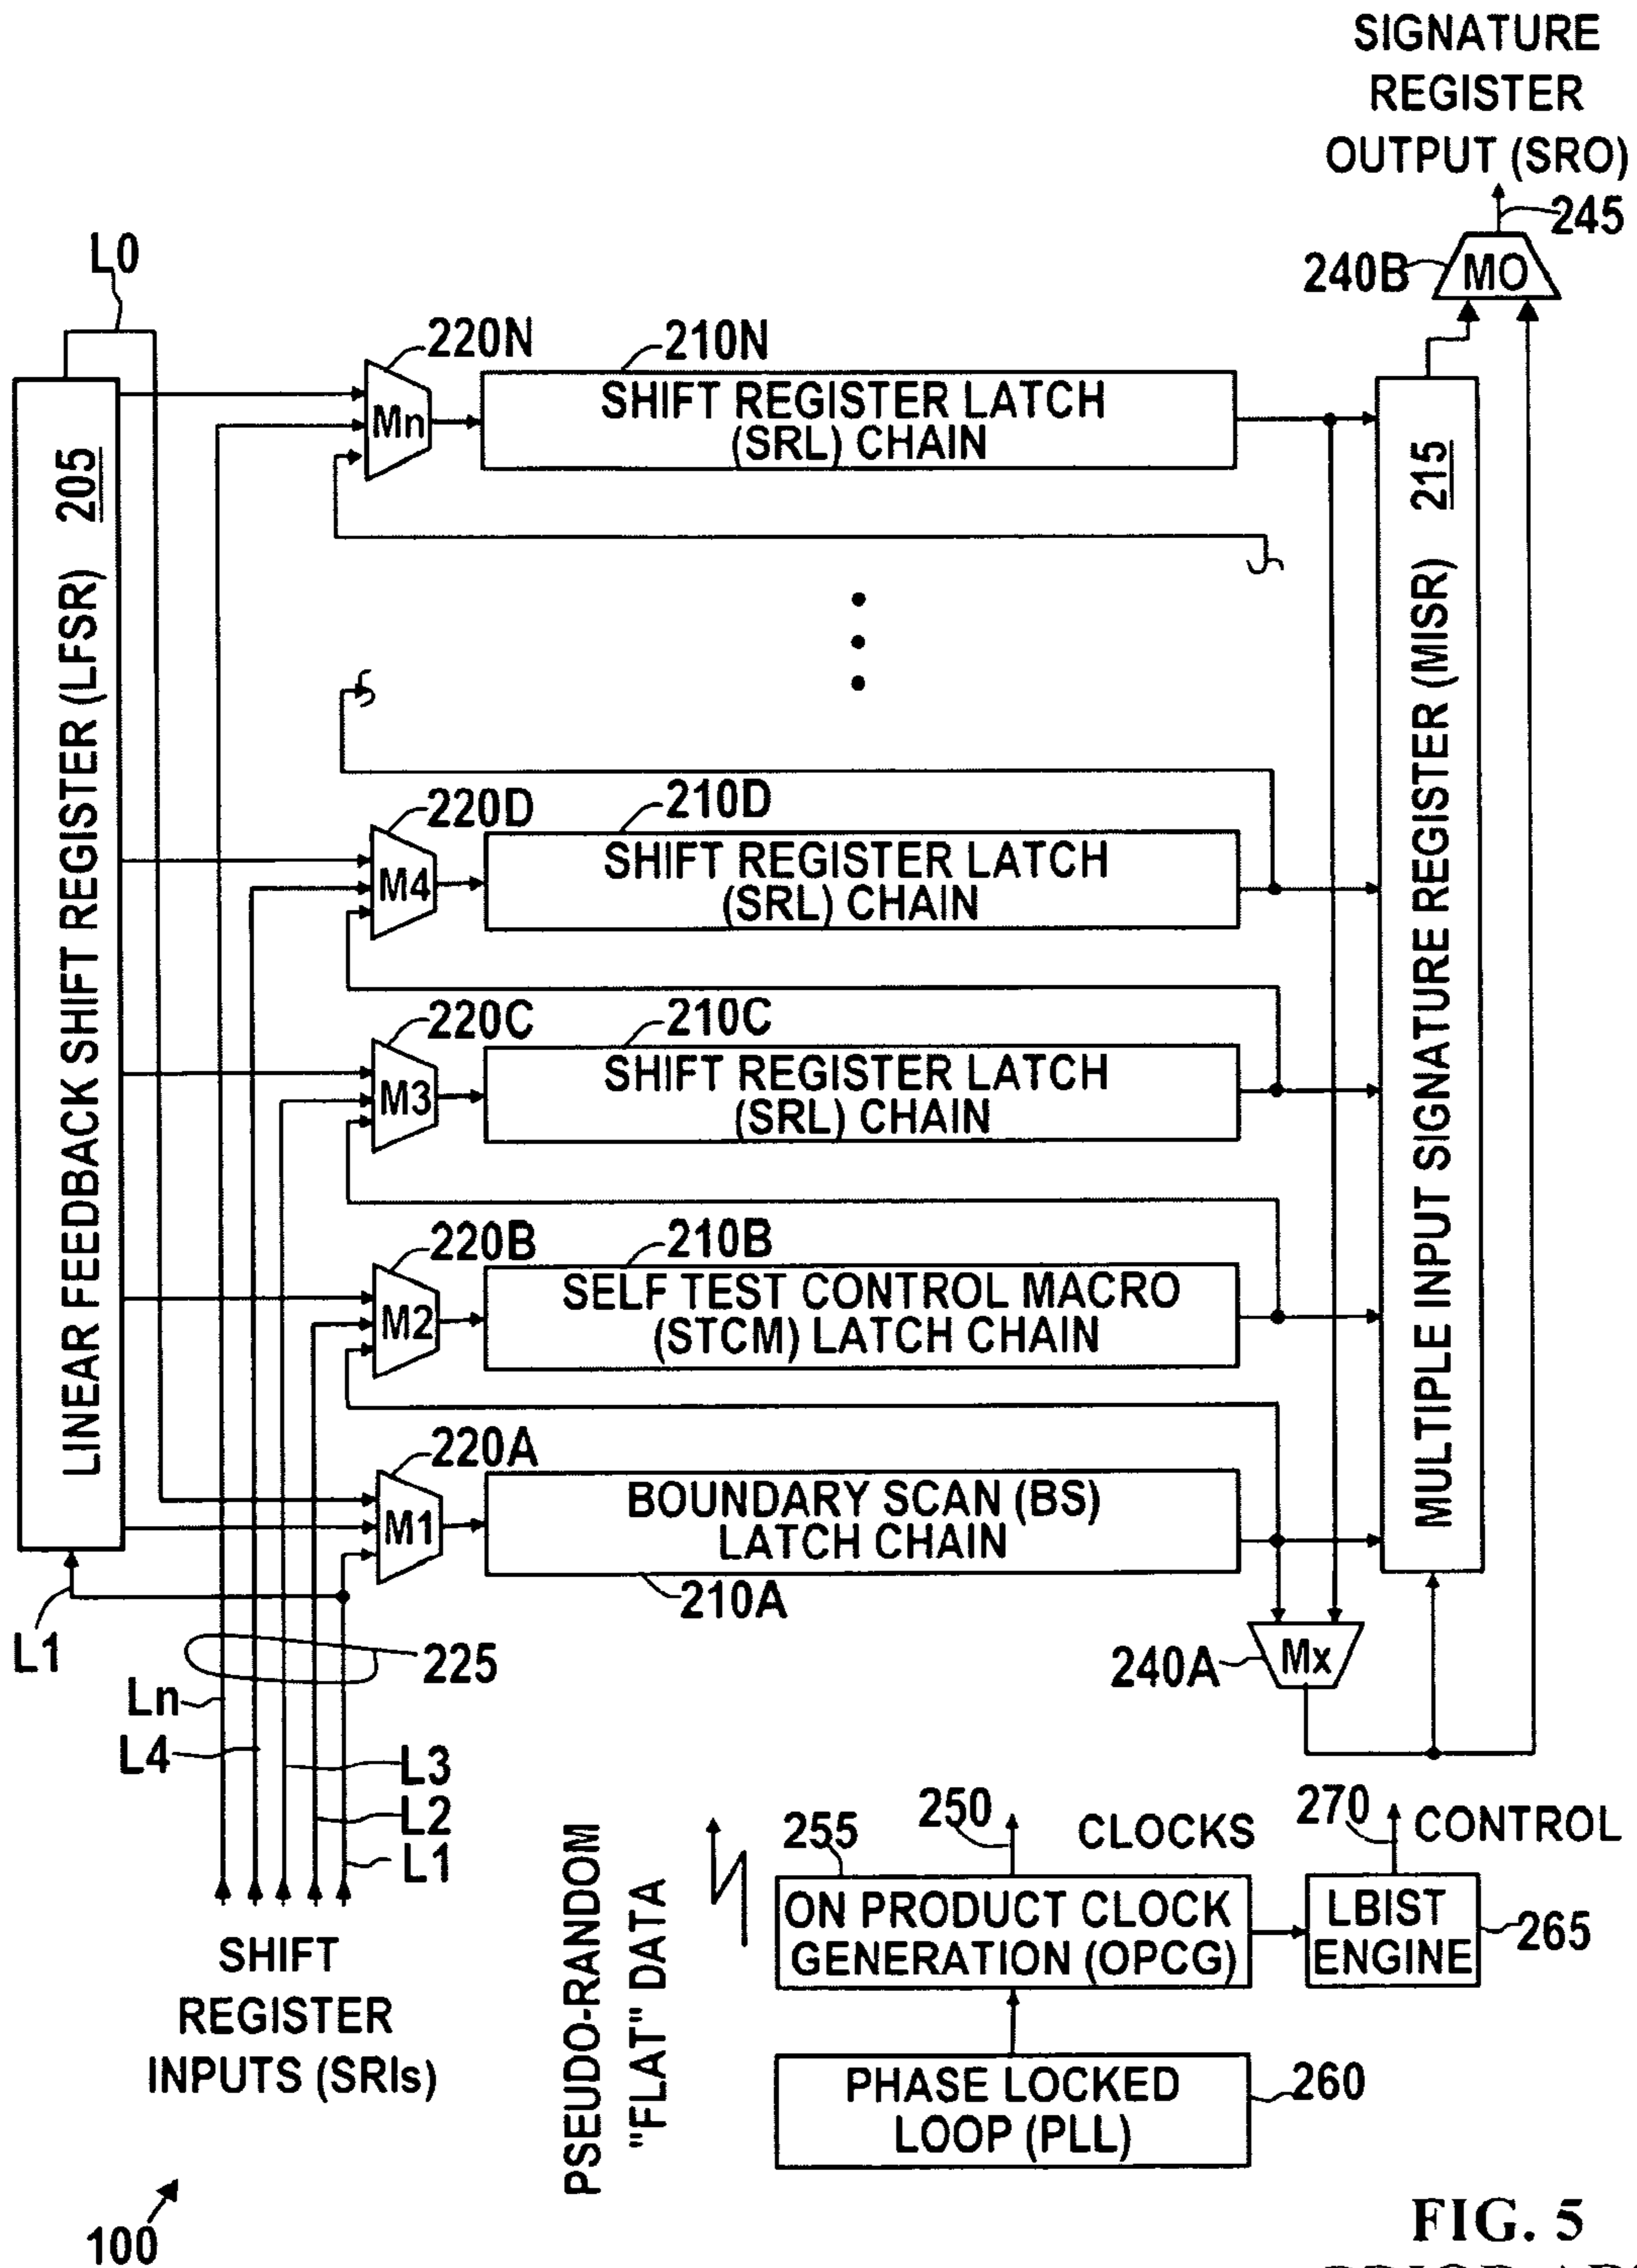 SIGNATURE
REGISTER
OUTPUT (SRO)
245
240B
MO
L0
220N
210N
Mn
SHIFT REGISTER LATCH
(SRL) CHAIN
LINEAR FEEDBACK SHIFT REGISTER (LFSR) 205
MULTIPLE INPUT SIGNATURE REGISTER (MISR) 215
220D
210D
M4
SHIFT REGISTER LATCH
(SRL) CHAIN
220C
210C
M3
SHIFT REGISTER LATCH
(SRL) CHAIN
220B
210B
M2
SELF TEST CONTROL MACRO
(STCM) LATCH CHAIN
220A
M1
BOUNDARY SCAN (BS)
LATCH CHAIN
210A
L1
225
240A
Mx
Ln
L4
L3
L2
L1
SHIFT
REGISTER
INPUTS (SRIs)
PSEUDO-RANDOM
"FLAT" DATA
255
250
CLOCKS
270
CONTROL
ON PRODUCT CLOCK
GENERATION (OPCG)
LBIST
ENGINE
265
PHASE LOCKED
LOOP (PLL)
260
100
FIG. 5